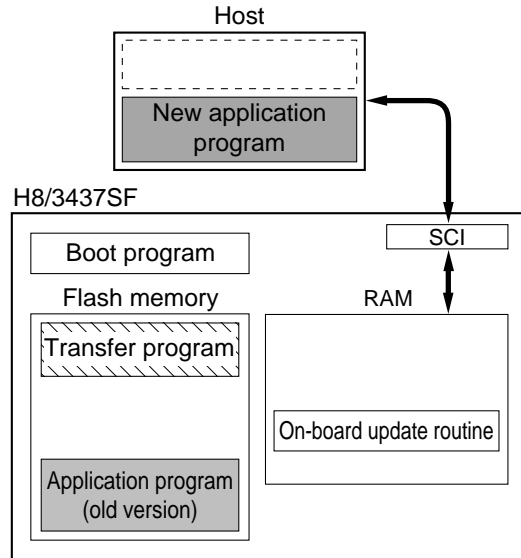 Host
New application
program
H8/3437SF
SCI
Boot program
Flash memory
RAM
Transfer program
On-board update routine
Application program
(old version)